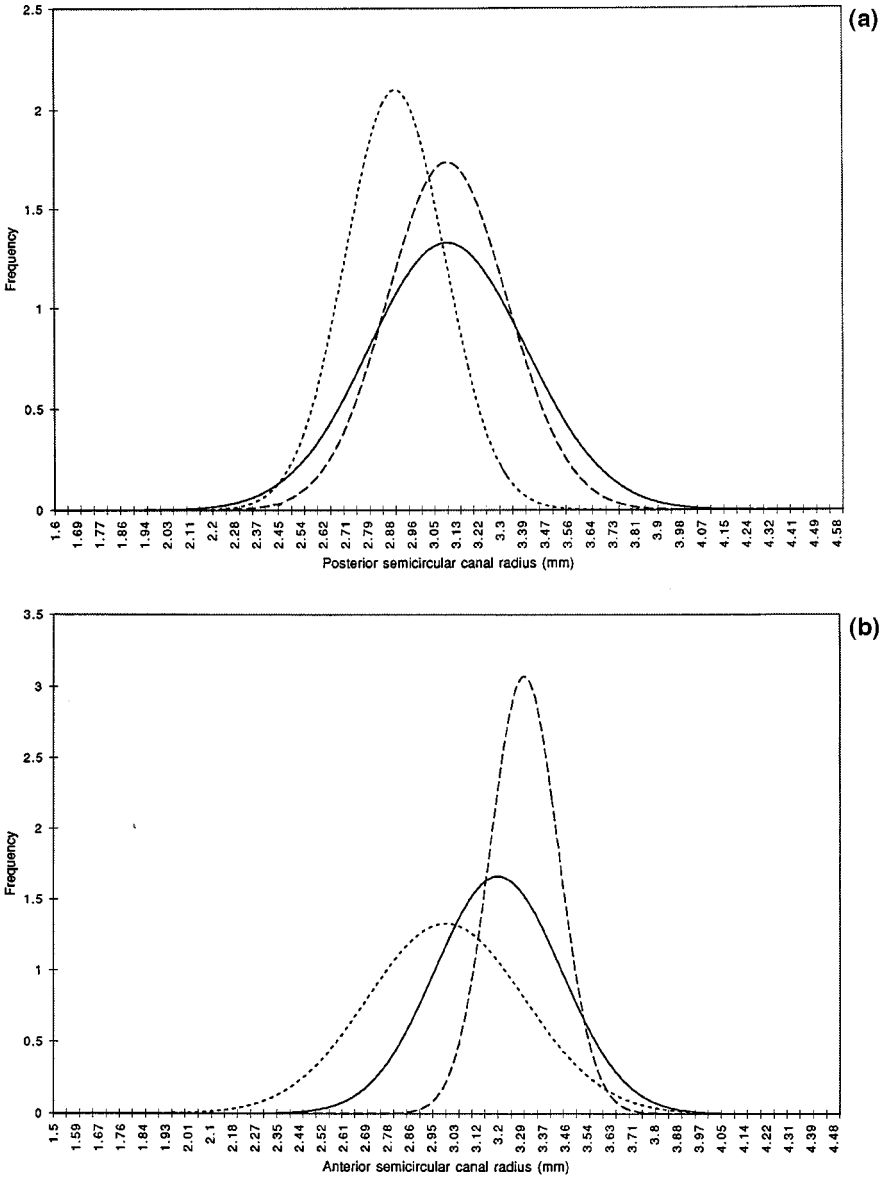 (a)
2.5
2
1.5
1
0.5
0
Frequency
1.6 1.69 1.77 1.86 1.94 2.03 2.11 2.2 2.28 2.37 2.45 2.54 2.62 2.71 2.79 2.88 2.96 3.05 3.13 3.22 3.3 3.39 3.47 3.56 3.64 3.73 3.81 3.9 3.98 4.07 4.15 4.24 4.32 4.41 4.49 4.58
Posterior semicircular canal radius (mm)
(b)
3.5
3
2.5
2
1.5
1
0.5
0
Frequency
1.5 1.59 1.67 1.76 1.84 1.93 2.01 2.1 2.18 2.27 2.35 2.44 2.52 2.61 2.69 2.78 2.86 2.95 3.03 3.12 3.2 3.29 3.37 3.46 3.54 3.63 3.71 3.8 3.88 3.97 4.05 4.14 4.22 4.31 4.39 4.48
Anterior semicircular canal radius (mm)